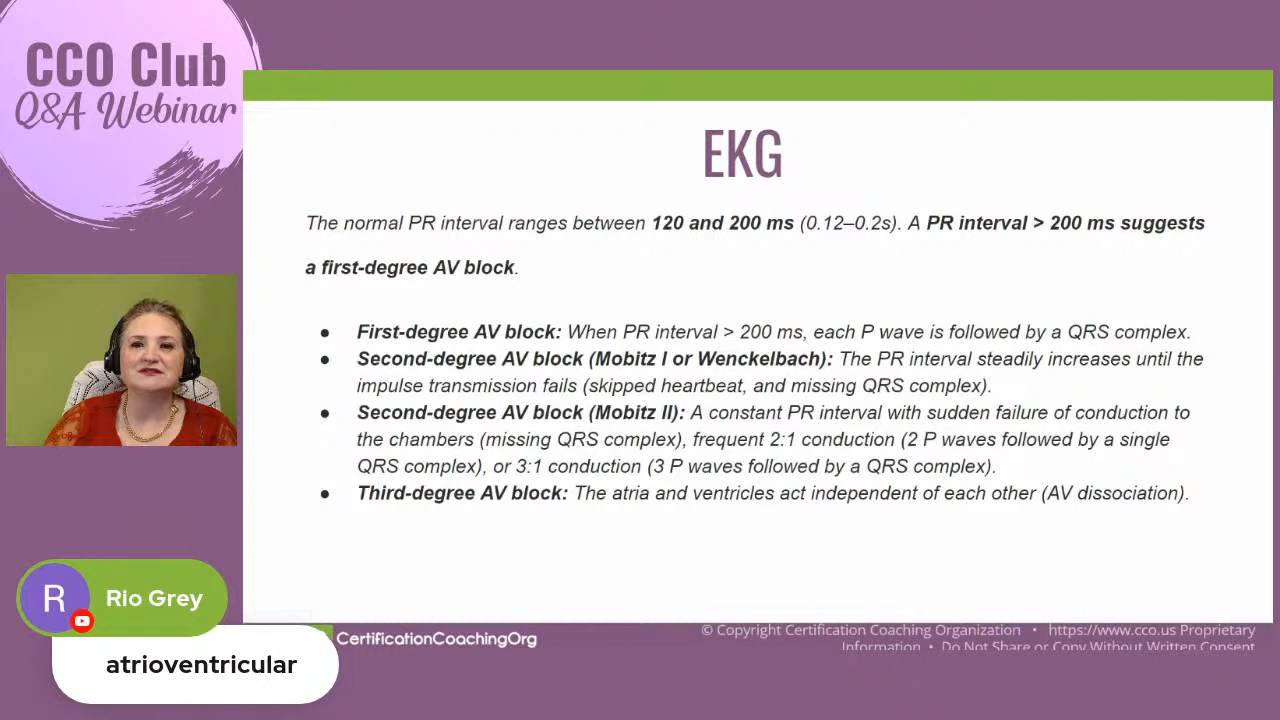 CCO Club
Q&A Webinar
EKG
The normal PR interval ranges between 120 and 200 ms (0.12–0.2s). A PR interval > 200 ms suggests
a first-degree AV block.
● First-degree AV block: When PR interval > 200 ms, each P wave is followed by a QRS complex.
● Second-degree AV block (Mobitz I or Wenckelbach): The PR interval steadily increases until the
impulse transmission fails (skipped heartbeat, and missing QRS complex).
● Second-degree AV block (Mobitz II): A constant PR interval with sudden failure of conduction to
the chambers (missing QRS complex), frequent 2:1 conduction (2 P waves followed by a single
QRS complex), or 3:1 conduction (3 P waves followed by a QRS complex).
● Third-degree AV block: The atria and ventricles act independent of each other (AV dissociation).
R
Rio Grey
atrioventricular
CertificationCoachingOrg
© Copyright Certification Coaching Organization • https://www.cco.us Proprietary
Information • Do Not Share or Copy Without Written Consent